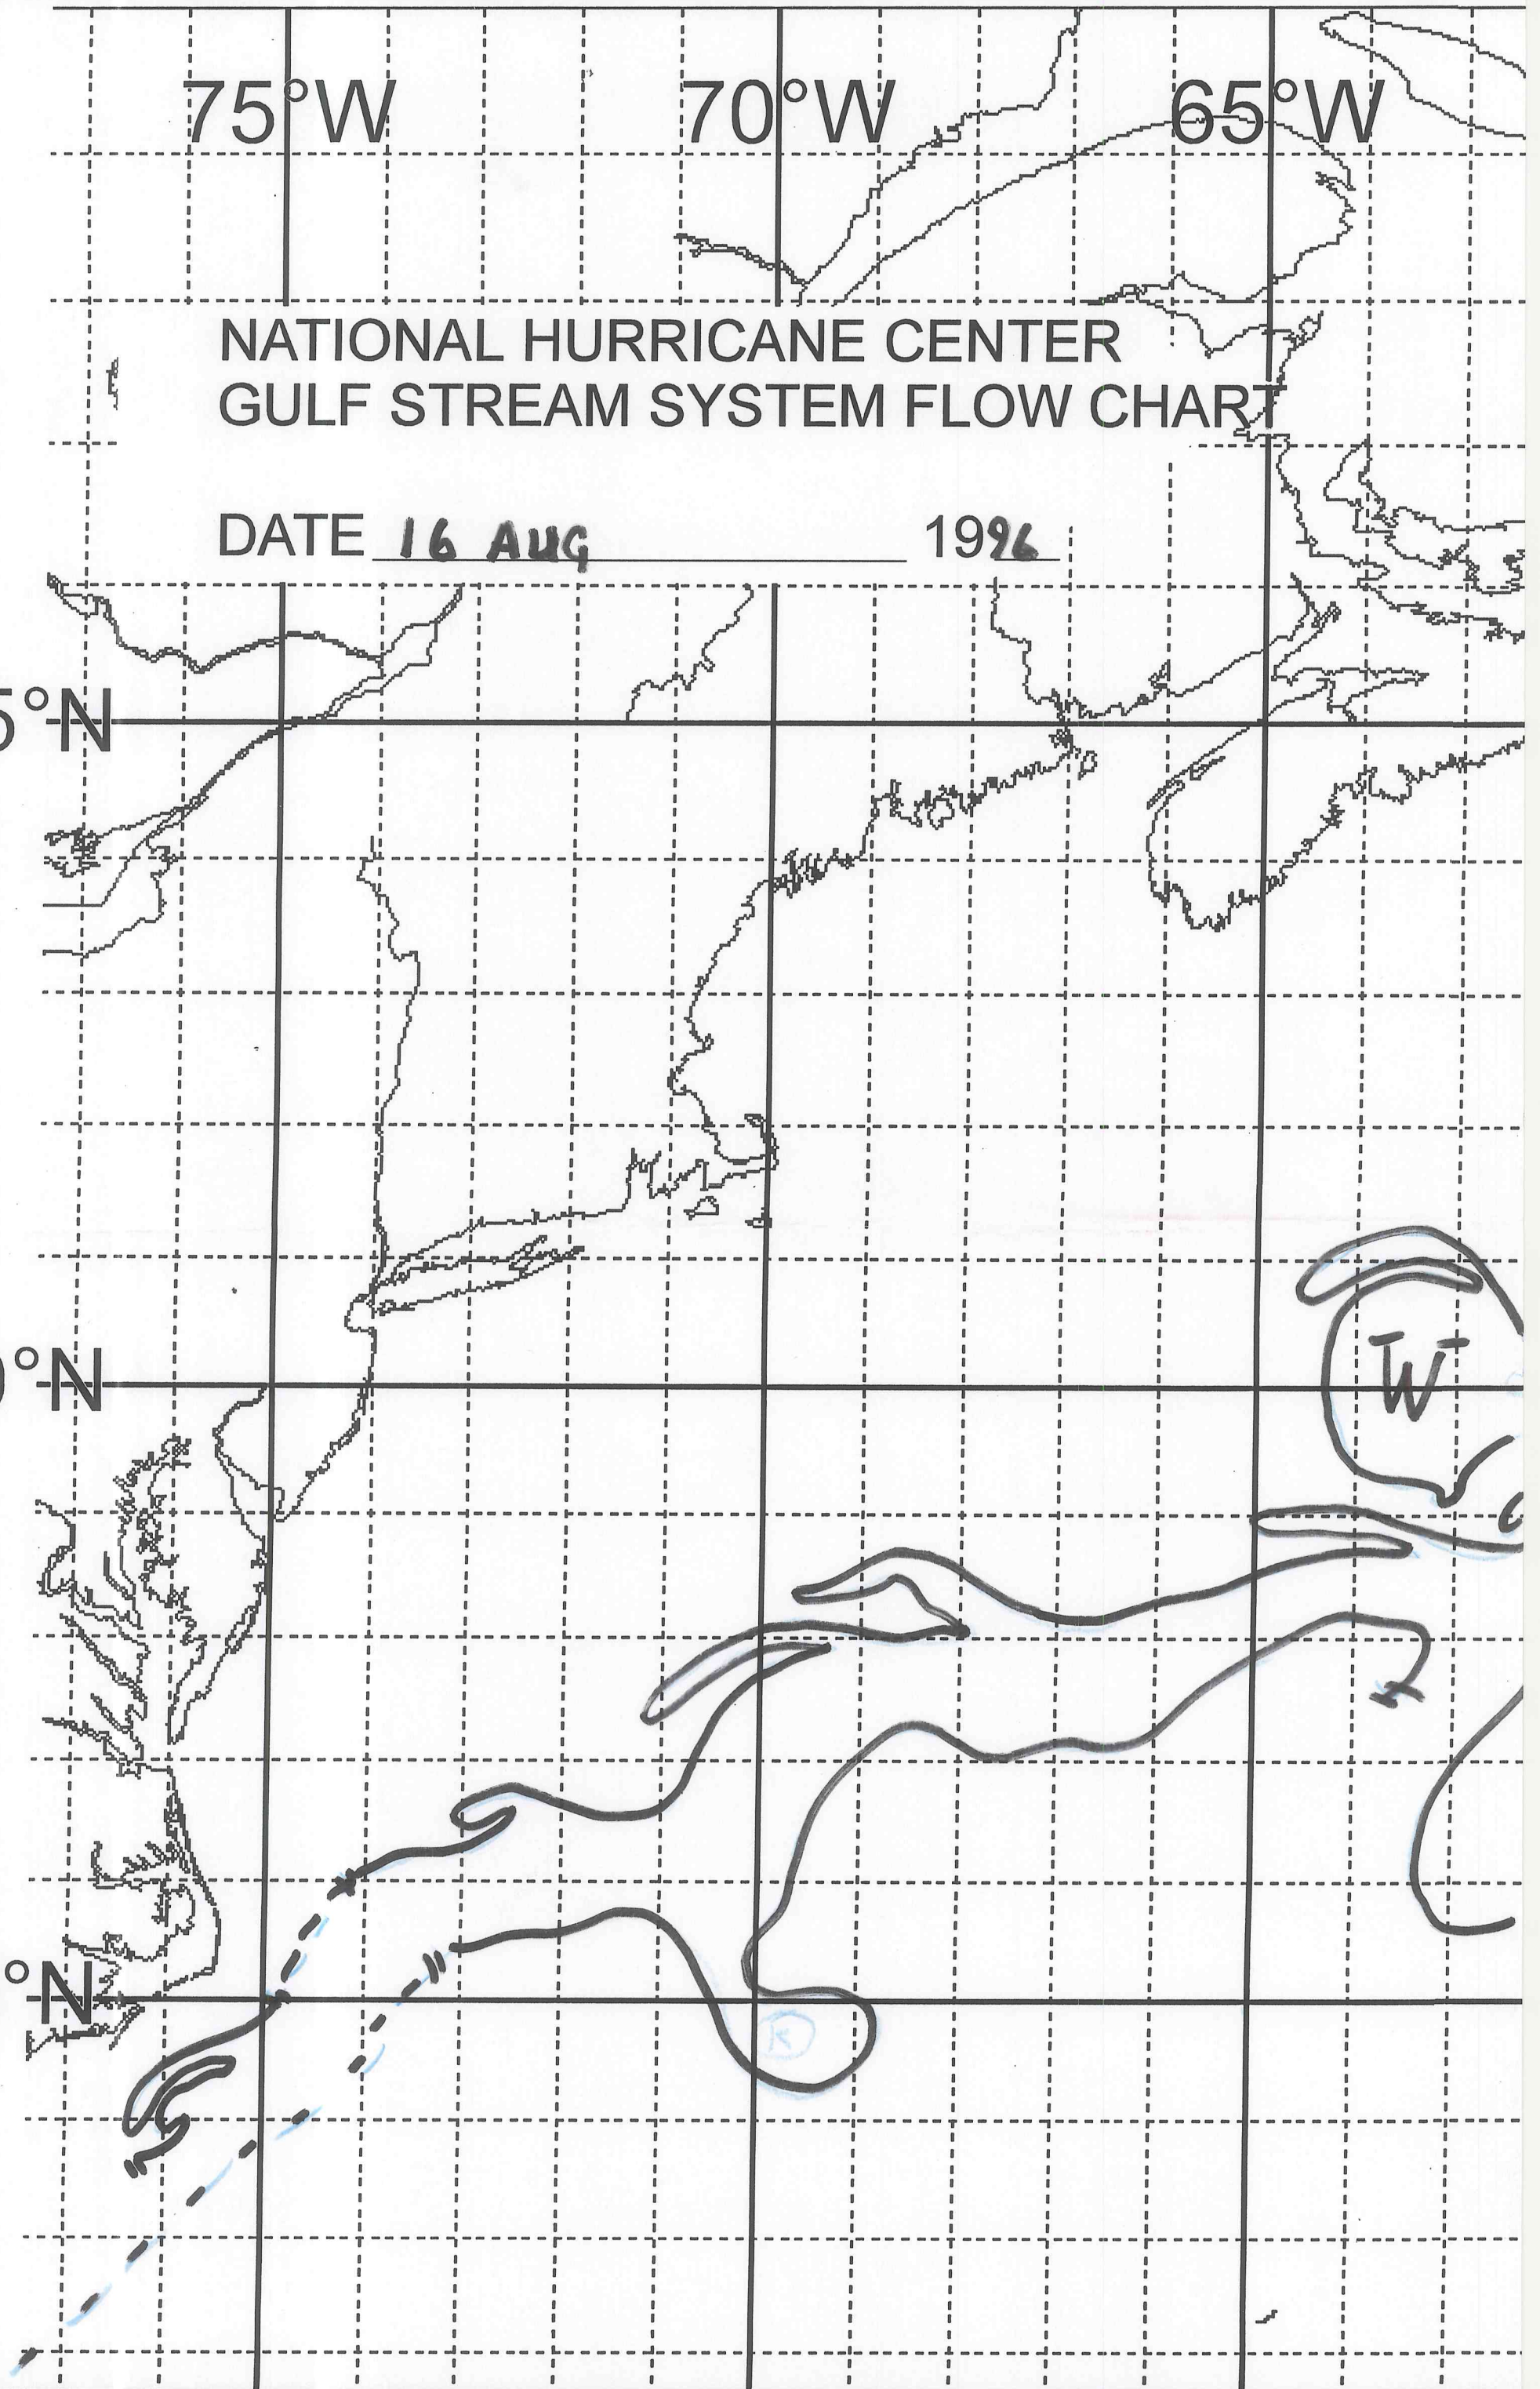 75°W 70°W 65°W
NATIONAL HURRICANE CENTER
GULF STREAM SYSTEM FLOW CHART
DATE 16 AUG 1996
5°N
0°N
W
K
°N